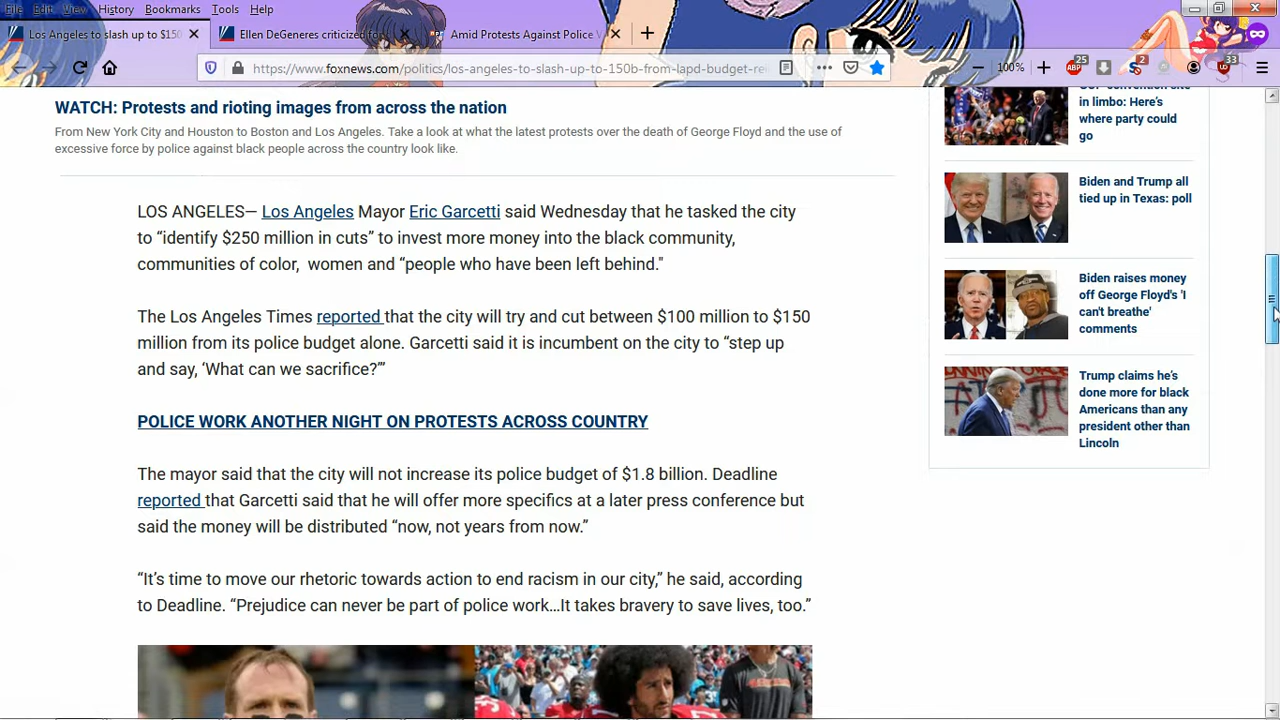 File Edit View History Bookmarks Tools Help
Los Angeles to slash up to $150
Ellen DeGeneres criticized
Amid Protests Against Police V
https://www.foxnews.com/politics/los-angeles-to-slash-up-to-150b-from-lapd-budget-re
100%
25
2
33
WATCH: Protests and rioting images from across the nation
From New York City and Houston to Boston and Los Angeles. Take a look at what the latest protests over the death of George Floyd and the use of
excessive force by police against black people across the country look like.
LOS ANGELES— Los Angeles Mayor Eric Garcetti said Wednesday that he tasked the city
to “identify $250 million in cuts” to invest more money into the black community,
communities of color,  women and “people who have been left behind."
The Los Angeles Times reported that the city will try and cut between $100 million to $150
million from its police budget alone. Garcetti said it is incumbent on the city to “step up
and say, ‘What can we sacrifice?’”
POLICE WORK ANOTHER NIGHT ON PROTESTS ACROSS COUNTRY
The mayor said that the city will not increase its police budget of $1.8 billion. Deadline
reported that Garcetti said that he will offer more specifics at a later press conference but
said the money will be distributed “now, not years from now.”
“It’s time to move our rhetoric towards action to end racism in our city,” he said, according
to Deadline. “Prejudice can never be part of police work…It takes bravery to save lives, too.”
convention site
in limbo: Here's
where party could
go
Biden and Trump all
tied up in Texas: poll
Biden raises money
off George Floyd's 'I
can't breathe'
comments
Trump claims he's
done more for black
Americans than any
president other than
Lincoln